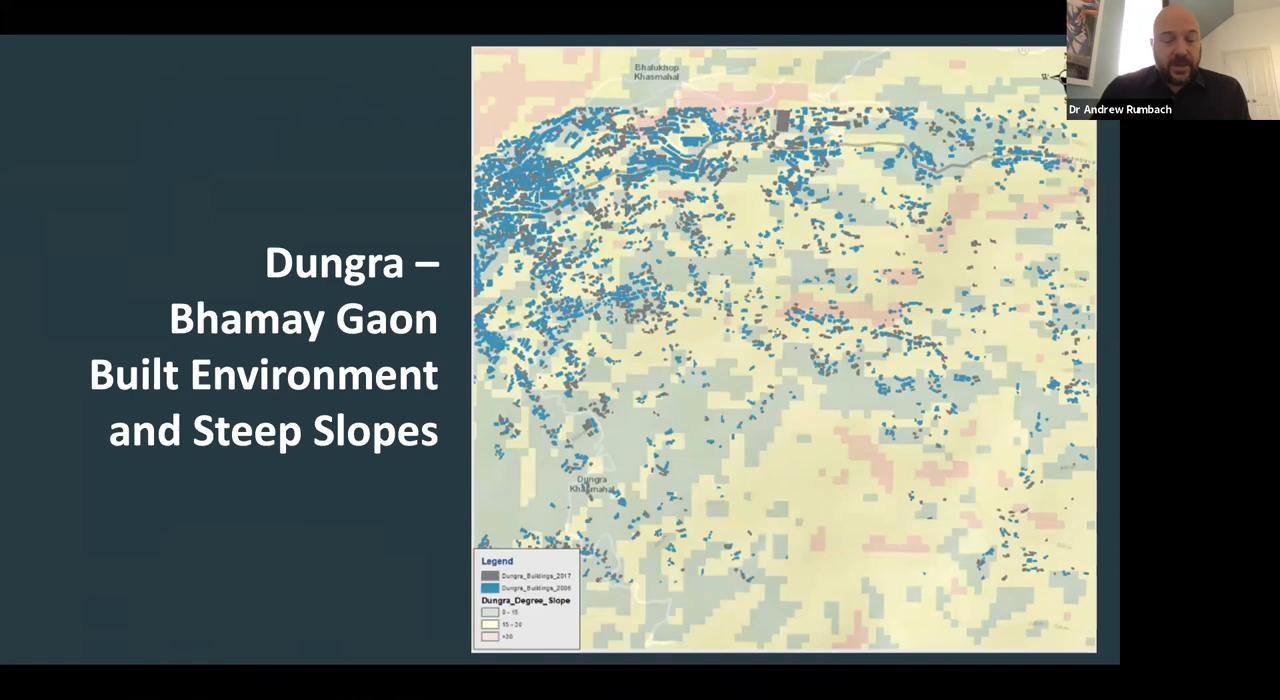 Dungra –
Bhamay Gaon
Built Environment
and Steep Slopes
Bhalukhop
Khasmahal
W
Dr Andrew Rumbach
Dungra
Khasmahal
Legend
Dungra_Buildings_2017
Dungra_Buildings_2006
Dungra_Degree_Slope
0 - 15
15 - 30
>30